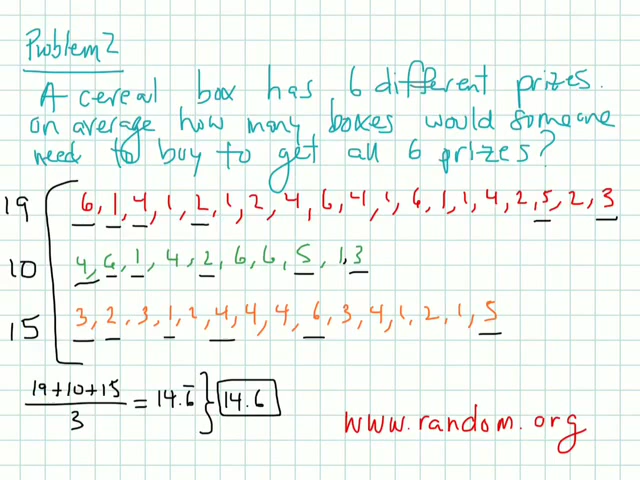 Problem 2
A cereal box has 6 different prizes.
on average how many boxes would someone
need to buy to get all 6 prizes?
19 6, 1, 4, 1, 2, 1, 2, 4, 6, 4, 1, 6, 1, 1, 4, 2, 5, 2, 3
10 4, 6, 1, 4, 2, 6, 6, 5, 1, 3
15 3, 2, 3, 1, 2, 4, 4, 4, 6, 3, 4, 1, 2, 1, 5
19+10+15
3
= 14.6̅ } 14.6
www.random.org